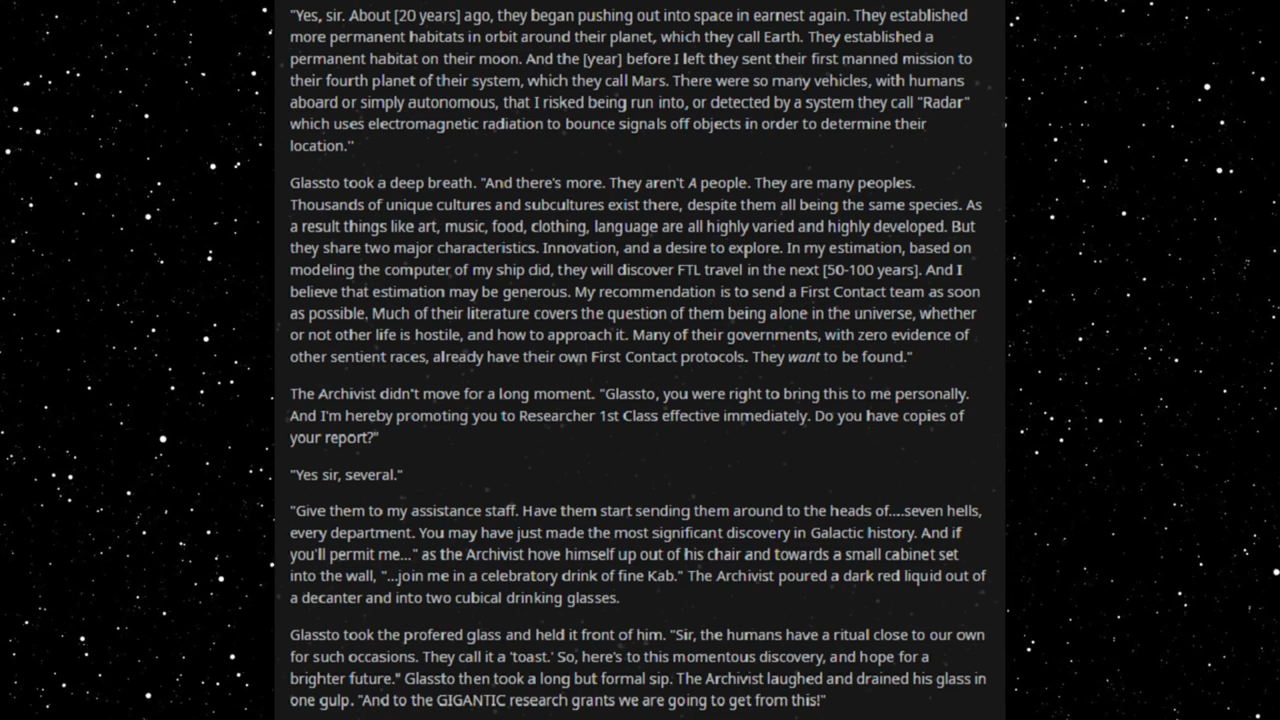 "Yes, sir. About [20 years] ago, they began pushing out into space in earnest again. They established
more permanent habitats in orbit around their planet, which they call Earth. They established a
permanent habitat on their moon. And the [year] before I left they sent their first manned mission to
their fourth planet of their system, which they call Mars. There were so many vehicles, with humans
aboard or simply autonomous, that I risked being run into, or detected by a system they call "Radar"
which uses electromagnetic radiation to bounce signals off objects in order to determine their
location."
Glassto took a deep breath. "And there's more. They aren't A people. They are many peoples.
Thousands of unique cultures and subcultures exist there, despite them all being the same species. As
a result things like art, music, food, clothing, language are all highly varied and highly developed. But
they share two major characteristics. Innovation, and a desire to explore. In my estimation, based on
modeling the computer of my ship did, they will discover FTL travel in the next [50-100 years]. And I
believe that estimation may be generous. My recommendation is to send a First Contact team as soon
as possible. Much of their literature covers the question of them being alone in the universe, whether
or not other life is hostile, and how to approach it. Many of their governments, with zero evidence of
other sentient races, already have their own First Contact protocols. They want to be found."
The Archivist didn't move for a long moment. "Glassto, you were right to bring this to me personally.
And I'm hereby promoting you to Researcher 1st Class effective immediately. Do you have copies of
your report?"
"Yes sir, several."
"Give them to my assistance staff. Have them start sending them around to the heads of....seven hells,
every department. You may have just made the most significant discovery in Galactic history. And if
you'll permit me..." as the Archivist hove himself up out of his chair and towards a small cabinet set
into the wall, "...join me in a celebratory drink of fine Kab." The Archivist poured a dark red liquid out of
a decanter and into two cubical drinking glasses.
Glassto took the profered glass and held it front of him. "Sir, the humans have a ritual close to our own
for such occasions. They call it a 'toast.' So, here's to this momentous discovery, and hope for a
brighter future." Glassto then took a long but formal sip. The Archivist laughed and drained his glass in
one gulp. "And to the GIGANTIC research grants we are going to get from this!"